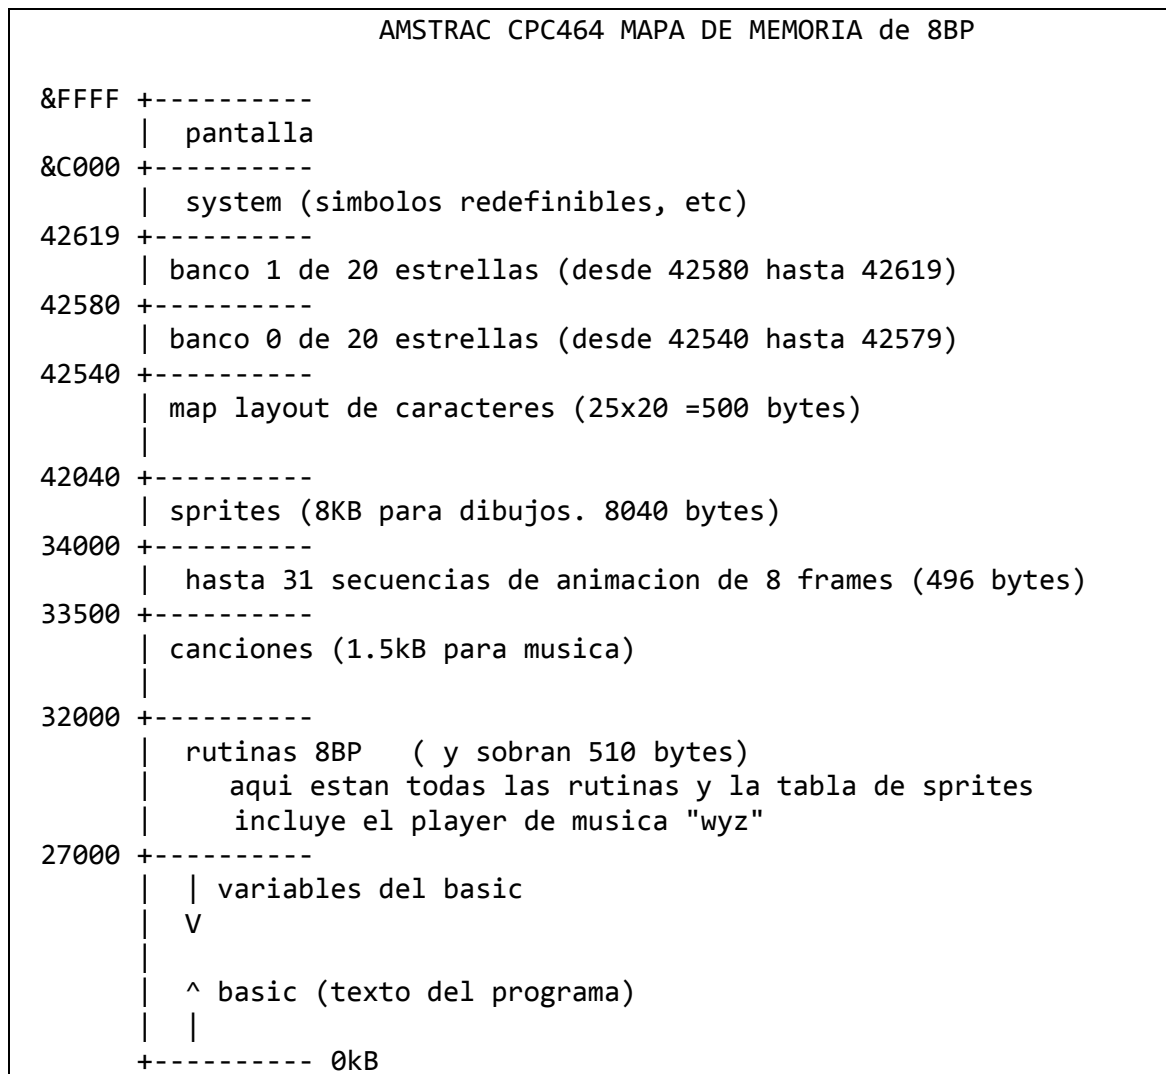 AMSTRAC CPC464 MAPA DE MEMORIA de 8BP
&FFFF +----------
| pantalla
&C000 +----------
| system (simbolos redefinibles, etc)
42619 +----------
| banco 1 de 20 estrellas (desde 42580 hasta 42619)
42580 +----------
| banco 0 de 20 estrellas (desde 42540 hasta 42579)
42540 +----------
| map layout de caracteres (25x20 =500 bytes)
|
42040 +----------
| sprites (8KB para dibujos. 8040 bytes)
34000 +----------
| hasta 31 secuencias de animacion de 8 frames (496 bytes)
33500 +----------
| canciones (1.5kB para musica)
|
32000 +----------
| rutinas 8BP ( y sobran 510 bytes)
| aqui estan todas las rutinas y la tabla de sprites
| incluye el player de musica "wyz"
27000 +----------
| | variables del basic
| V
|
| ^ basic (texto del programa)
| |
+---------- 0kB